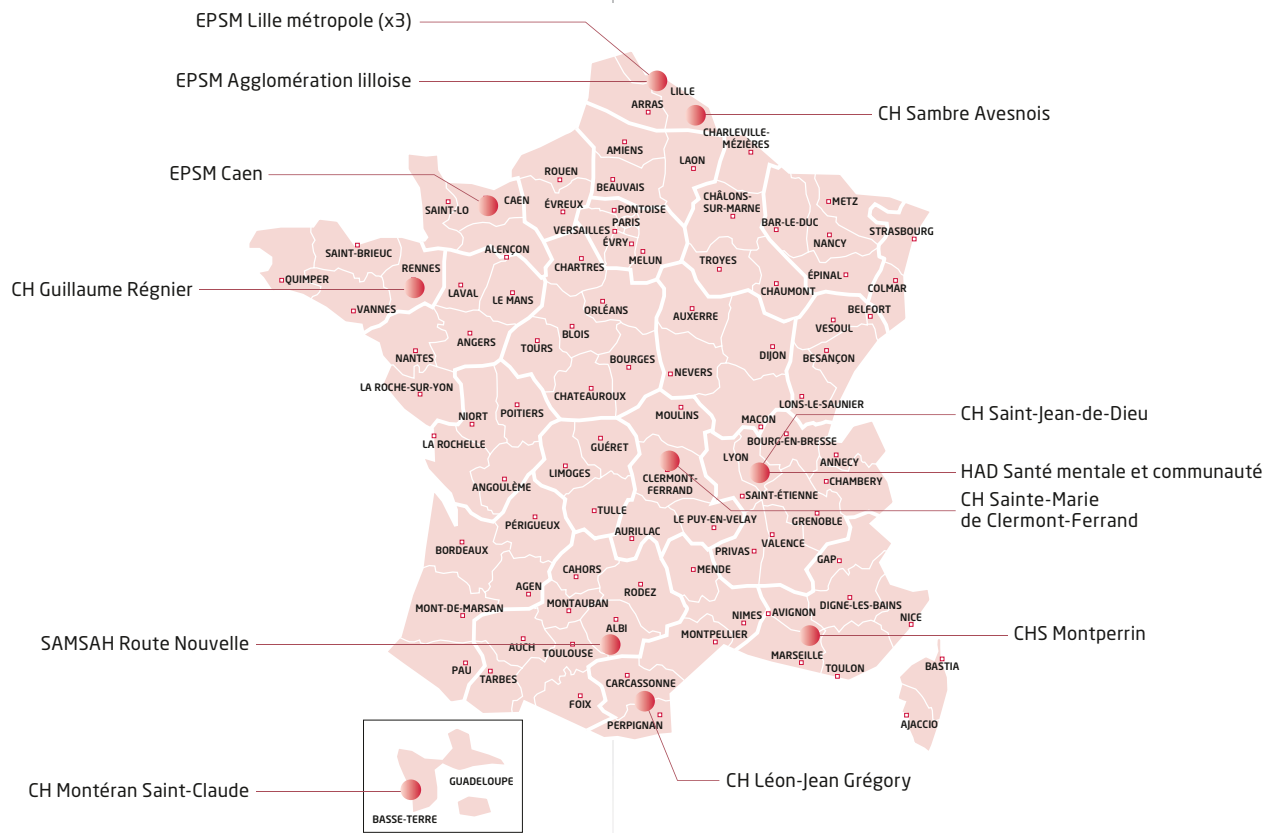 EPSM Lille métropole (x3)
EPSM Agglomération lilloise
LILLE
ARRAS
CH Sambre Avesnois
CHARLEVILLE-
MÉZIÈRES
AMIENS
LAON
EPSM Caen
ROUEN
BEAUVAIS
CAEN
SAINT-LO
ÉVREUX
PONTOISE
PARIS
VERSAILLES
ÉVRY
MELUN
CHÂLONS-
SUR-MARNE
METZ
BAR-LE-DUC
NANCY
STRASBOURG
SAINT-BRIEUC
ALENÇON
CHARTRES
TROYES
ÉPINAL
QUIMPER
RENNES
CH Guillaume Régnier
LAVAL
LE MANS
CHAUMONT
COLMAR
VANNES
ORLÉANS
AUXERRE
BELFORT
VESOUL
BLOIS
ANGERS
TOURS
NANTES
BOURGES
DIJON
BESANÇON
NEVERS
LA ROCHE-SUR-YON
CHATEAUROUX
LONS-LE-SAUNIER
NIORT
POITIERS
MOULINS
MACON
CH Saint-Jean-de-Dieu
LA ROCHELLE
GUÉRET
BOURG-EN-BRESSE
LYON
ANNECY
LIMOGES
HAD Santé mentale et communauté
ANGOULÈME
CLERMONT-
FERRAND
CHAMBERY
SAINT-ÉTIENNE
CH Sainte-Marie
de Clermont-Ferrand
TULLE
PÉRIGUEUX
LE PUY-EN-VELAY
GRENOBLE
AURILLAC
BORDEAUX
VALENCE
PRIVAS
GAP
MENDE
CAHORS
AGEN
RODEZ
MONT-DE-MARSAN
MONTAUBAN
DIGNE-LES-BAINS
NIMES
AVIGNON
NICE
ALBI
MONTPELLIER
CHS Montperrin
SAMSAH Route Nouvelle
AUCH
TOULOUSE
MARSEILLE
TOULON
BASTIA
PAU
TARBES
CARCASSONNE
FOIX
PERPIGNAN
AJACCIO
CH Léon-Jean Grégory
GUADELOUPE
CH Montéran Saint-Claude
BASSE-TERRE